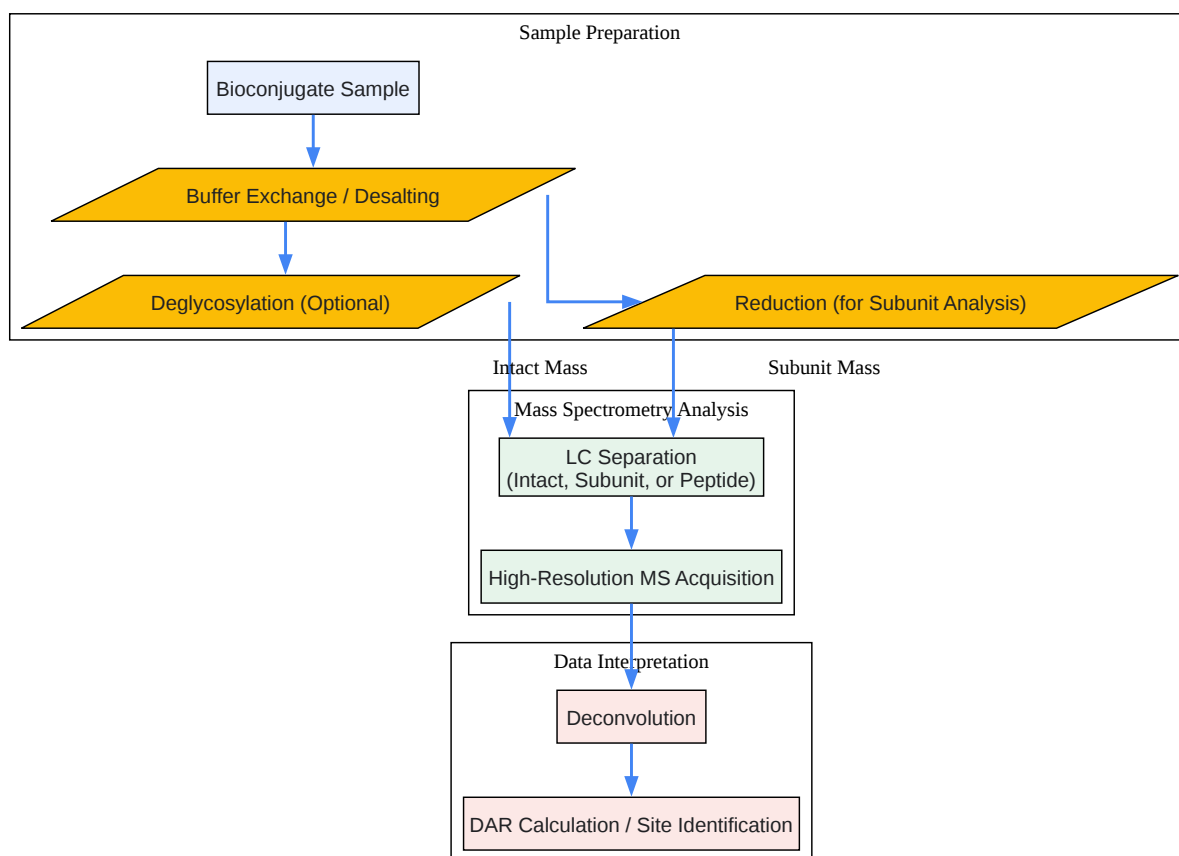 Sample Preparation
Bioconjugate Sample
Buffer Exchange / Desalting
Deglycosylation (Optional)
Reduction (for Subunit Analysis)
Intact Mass
Subunit Mass
Mass Spectrometry Analysis
LC Separation
(Intact, Subunit, or Peptide)
High-Resolution MS Acquisition
Data Interpretation
Deconvolution
DAR Calculation / Site Identification